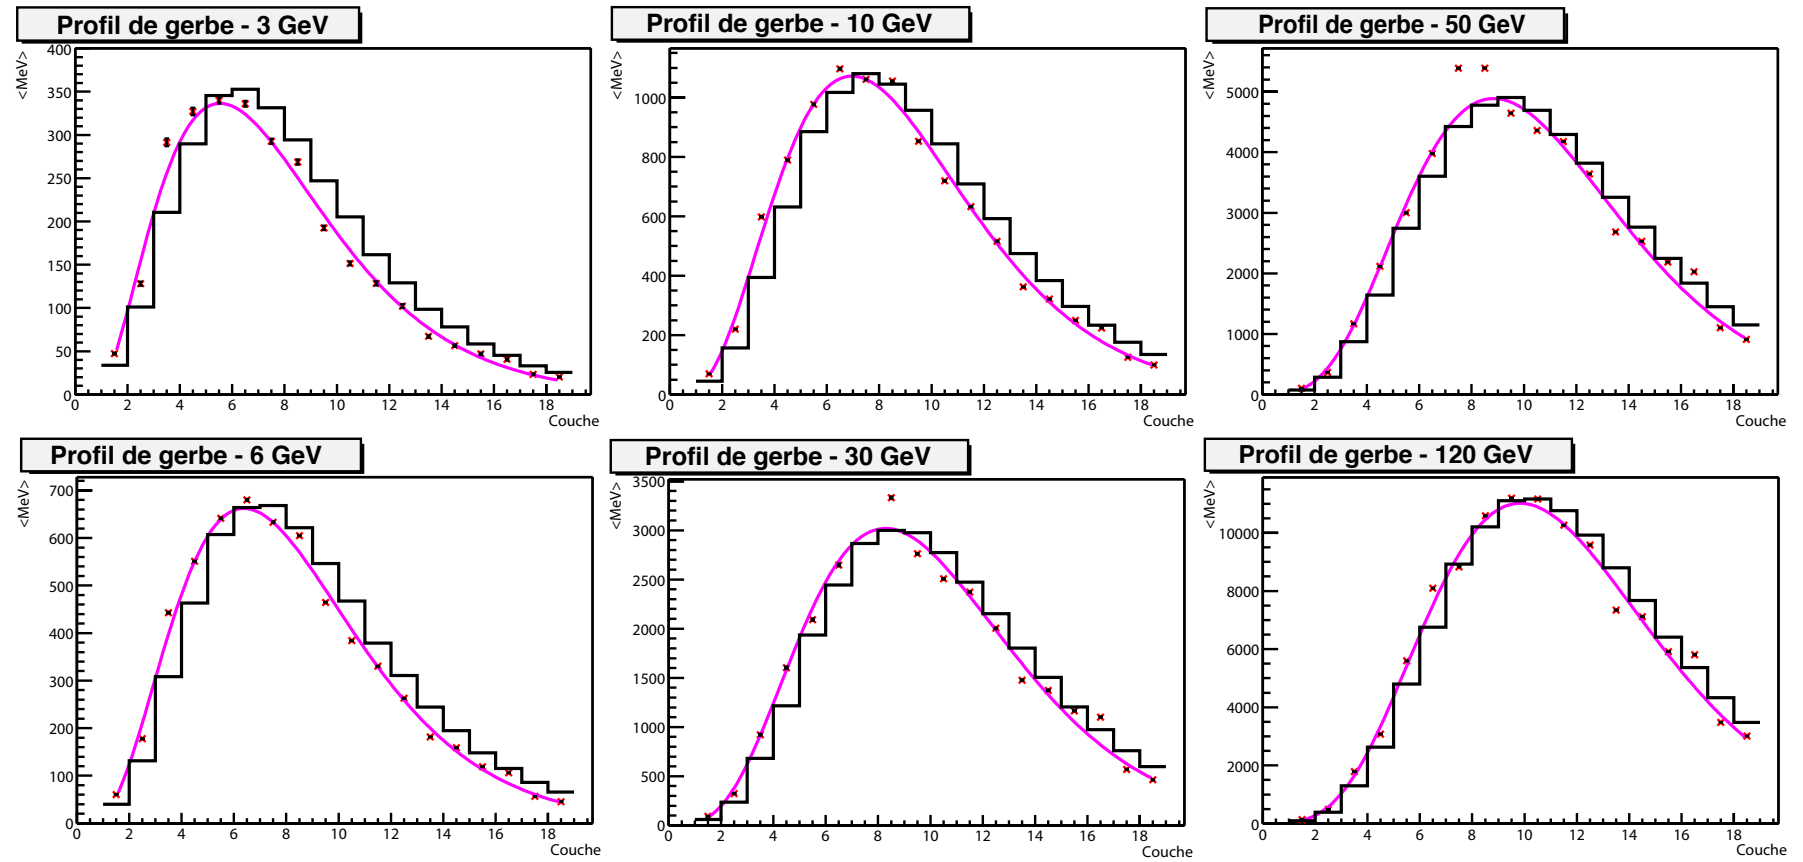 Profil de gerbe - 3 GeV
<MeV>
400
350
300
250
200
150
100
50
0
0 2 4 6 8 10 12 14 16 18
Couche
Profil de gerbe - 10 GeV
<MeV>
1000
800
600
400
200
0
0 2 4 6 8 10 12 14 16 18
Couche
Profil de gerbe - 50 GeV
<MeV>
5000
4000
3000
2000
1000
0
0 2 4 6 8 10 12 14 16 18
Couche
Profil de gerbe - 6 GeV
<MeV>
700
600
500
400
300
200
100
0
0 2 4 6 8 10 12 14 16 18
Couche
Profil de gerbe - 30 GeV
<MeV>
3500
3000
2500
2000
1500
1000
500
0
0 2 4 6 8 10 12 14 16 18
Couche
Profil de gerbe - 120 GeV
<MeV>
10000
8000
6000
4000
2000
0
0 2 4 6 8 10 12 14 16 18
Couche